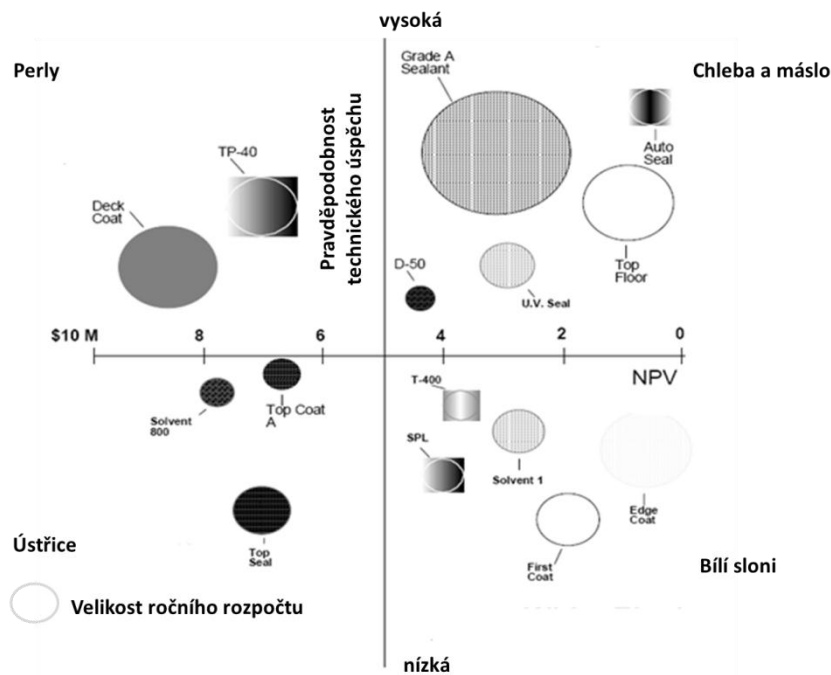 vysoká
Perly
Chleba a máslo
Grade A
Sealant
Pravděpodobnost
technického úspěchu
TP-40
Auto
Seal
Deck
Coat
D-50
Top
Floor
U.V. Seal
$10 M
8
6
4
2
0
NPV
T-400
Top Coat
A
Solvent
800
SPL
Solvent 1
Edge
Coat
Ústřice
Top
Seal
First
Coat
Bílí sloni
Velikost ročního rozpočtu
nízká